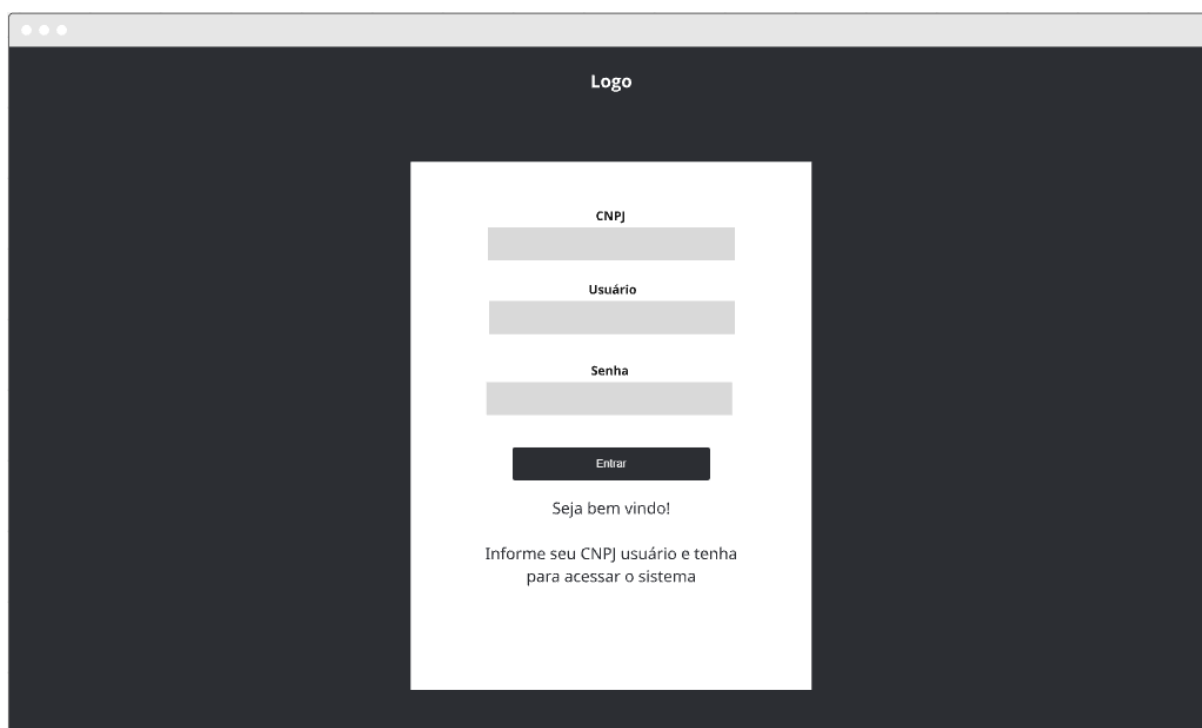 Logo
CNPJ
Usuário
Senha
Entrar
Seja bem vindo!
Informe seu CNPJ usuário e tenha
para acessar o sistema